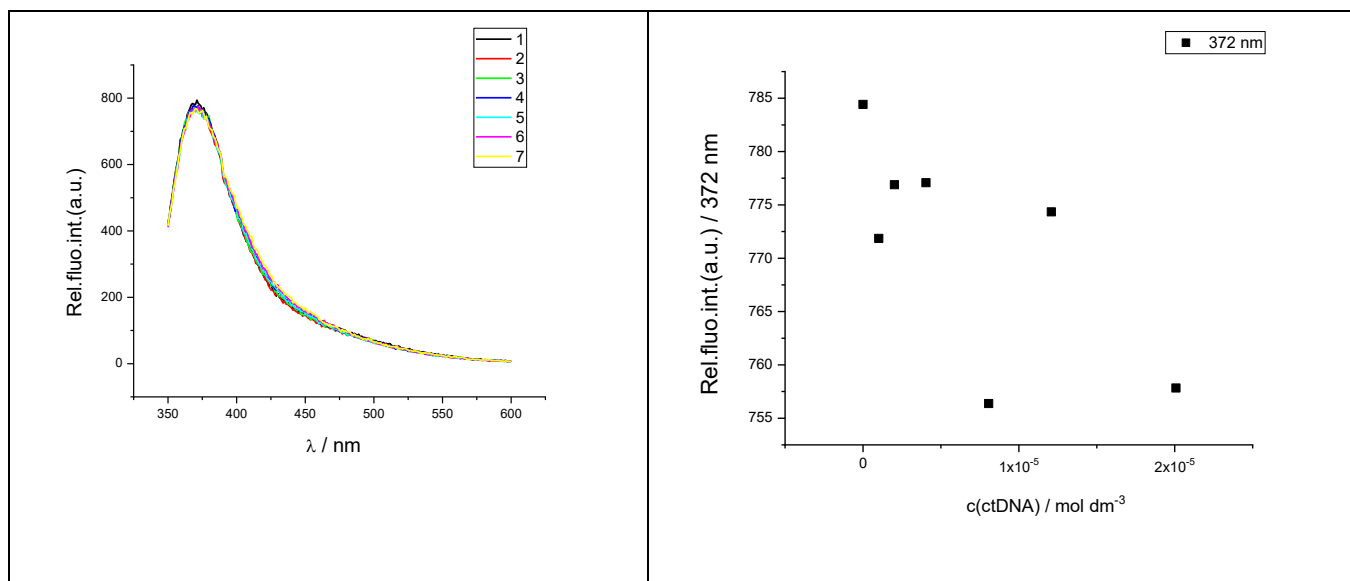 1
2
3
4
5
6
7
800
600
400
200
0
Rel.fluo.int.(a.u.)
350 400 450 500 550 600
λ / nm
372 nm
785
780
775
770
765
760
755
Rel.fluo.int.(a.u.) / 372 nm
0 1x10⁻⁵ 2x10⁻⁵
c(ctDNA) / mol dm⁻³